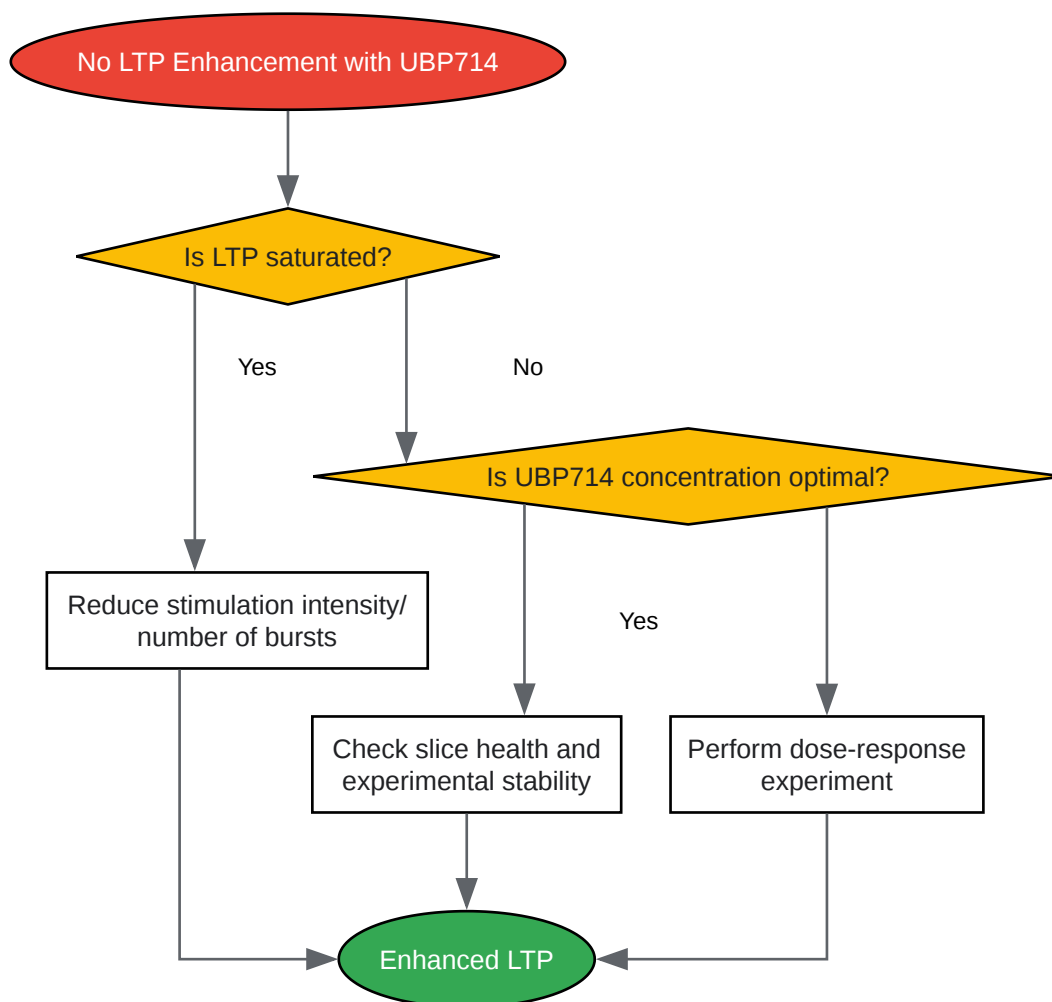 No LTP Enhancement with UBP714
Is LTP saturated?
Yes
No
Is UBP714 concentration optimal?
Reduce stimulation intensity/
number of bursts
Yes
Check slice health and
experimental stability
Perform dose-response
experiment
Enhanced LTP